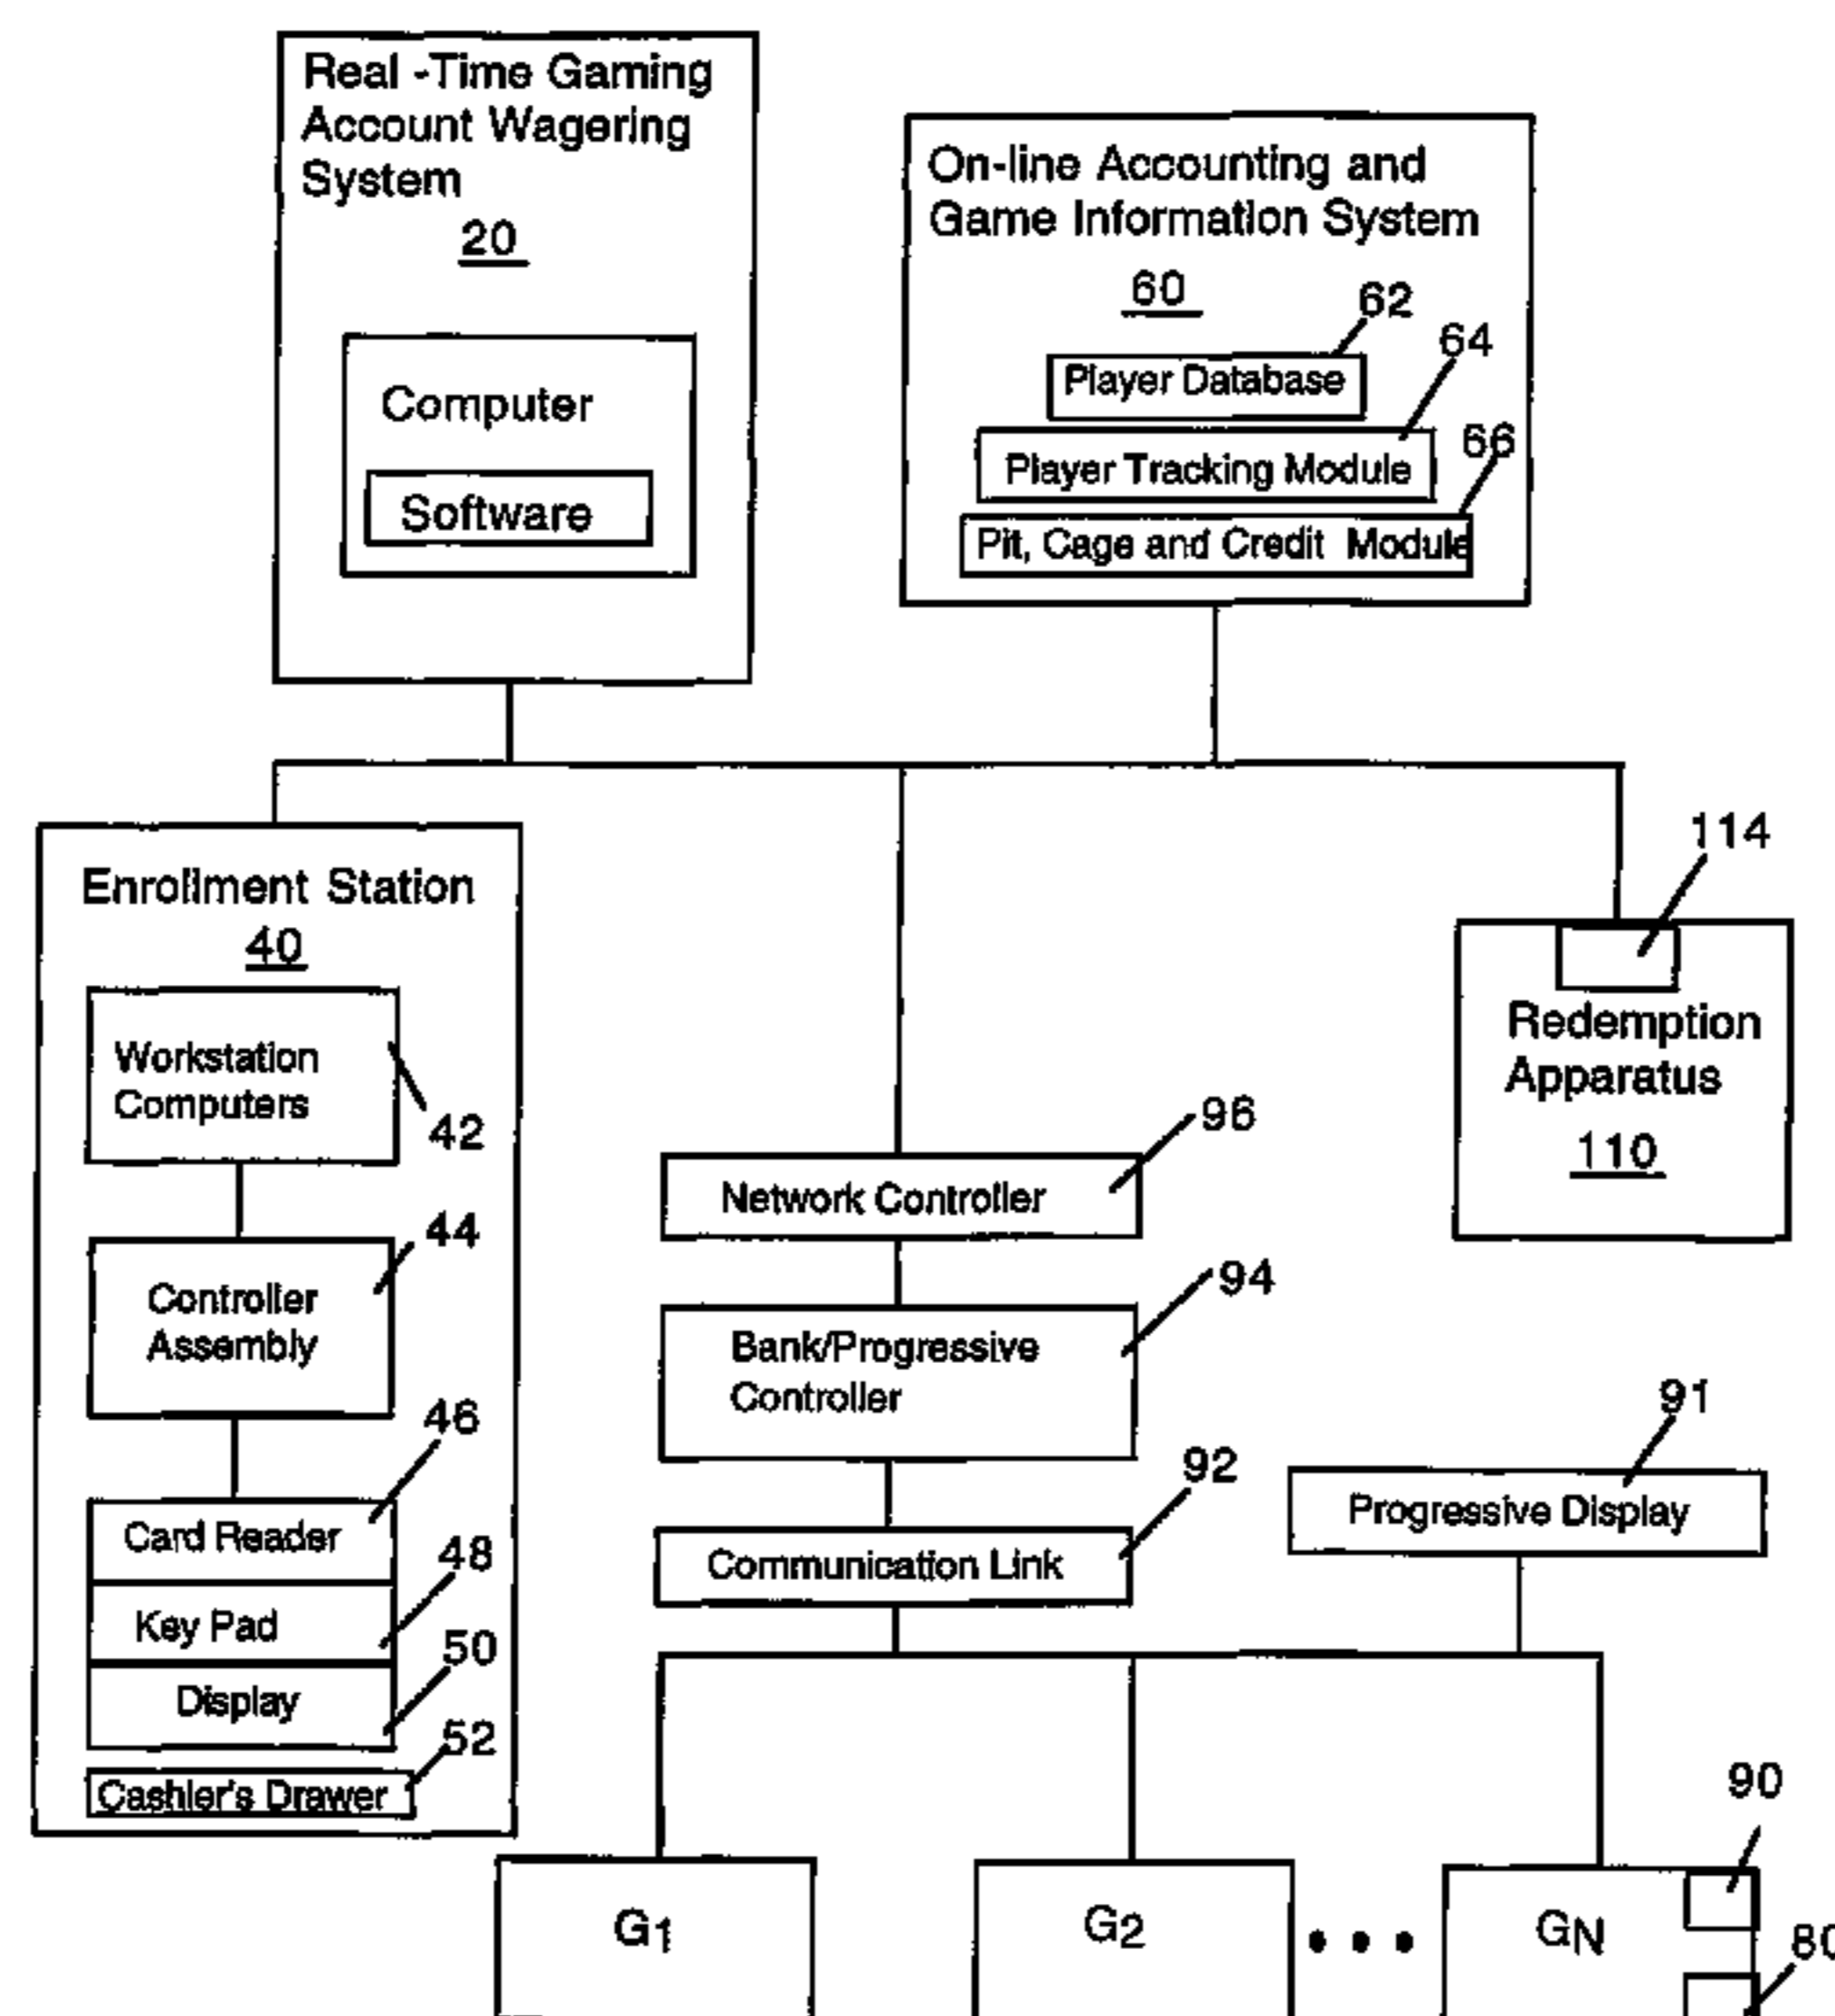 Real -Time Gaming
Account Wagering
System
20
Computer
Software
On-line Accounting and
Game Information System
60
62
Player Database
64
Player Tracking Module
66
Pit, Cage and Credit Module
Enrollment Station
40
Workstation
Computers
42
44
Controller
Assembly
46
Card Reader
48
Key Pad
50
Display
52
Cashier's Drawer
114
Redemption
Apparatus
110
96
Network Controller
94
Bank/Progressive
Controller
92
Communication Link
91
Progressive Display
90
G1
G2
GN
80